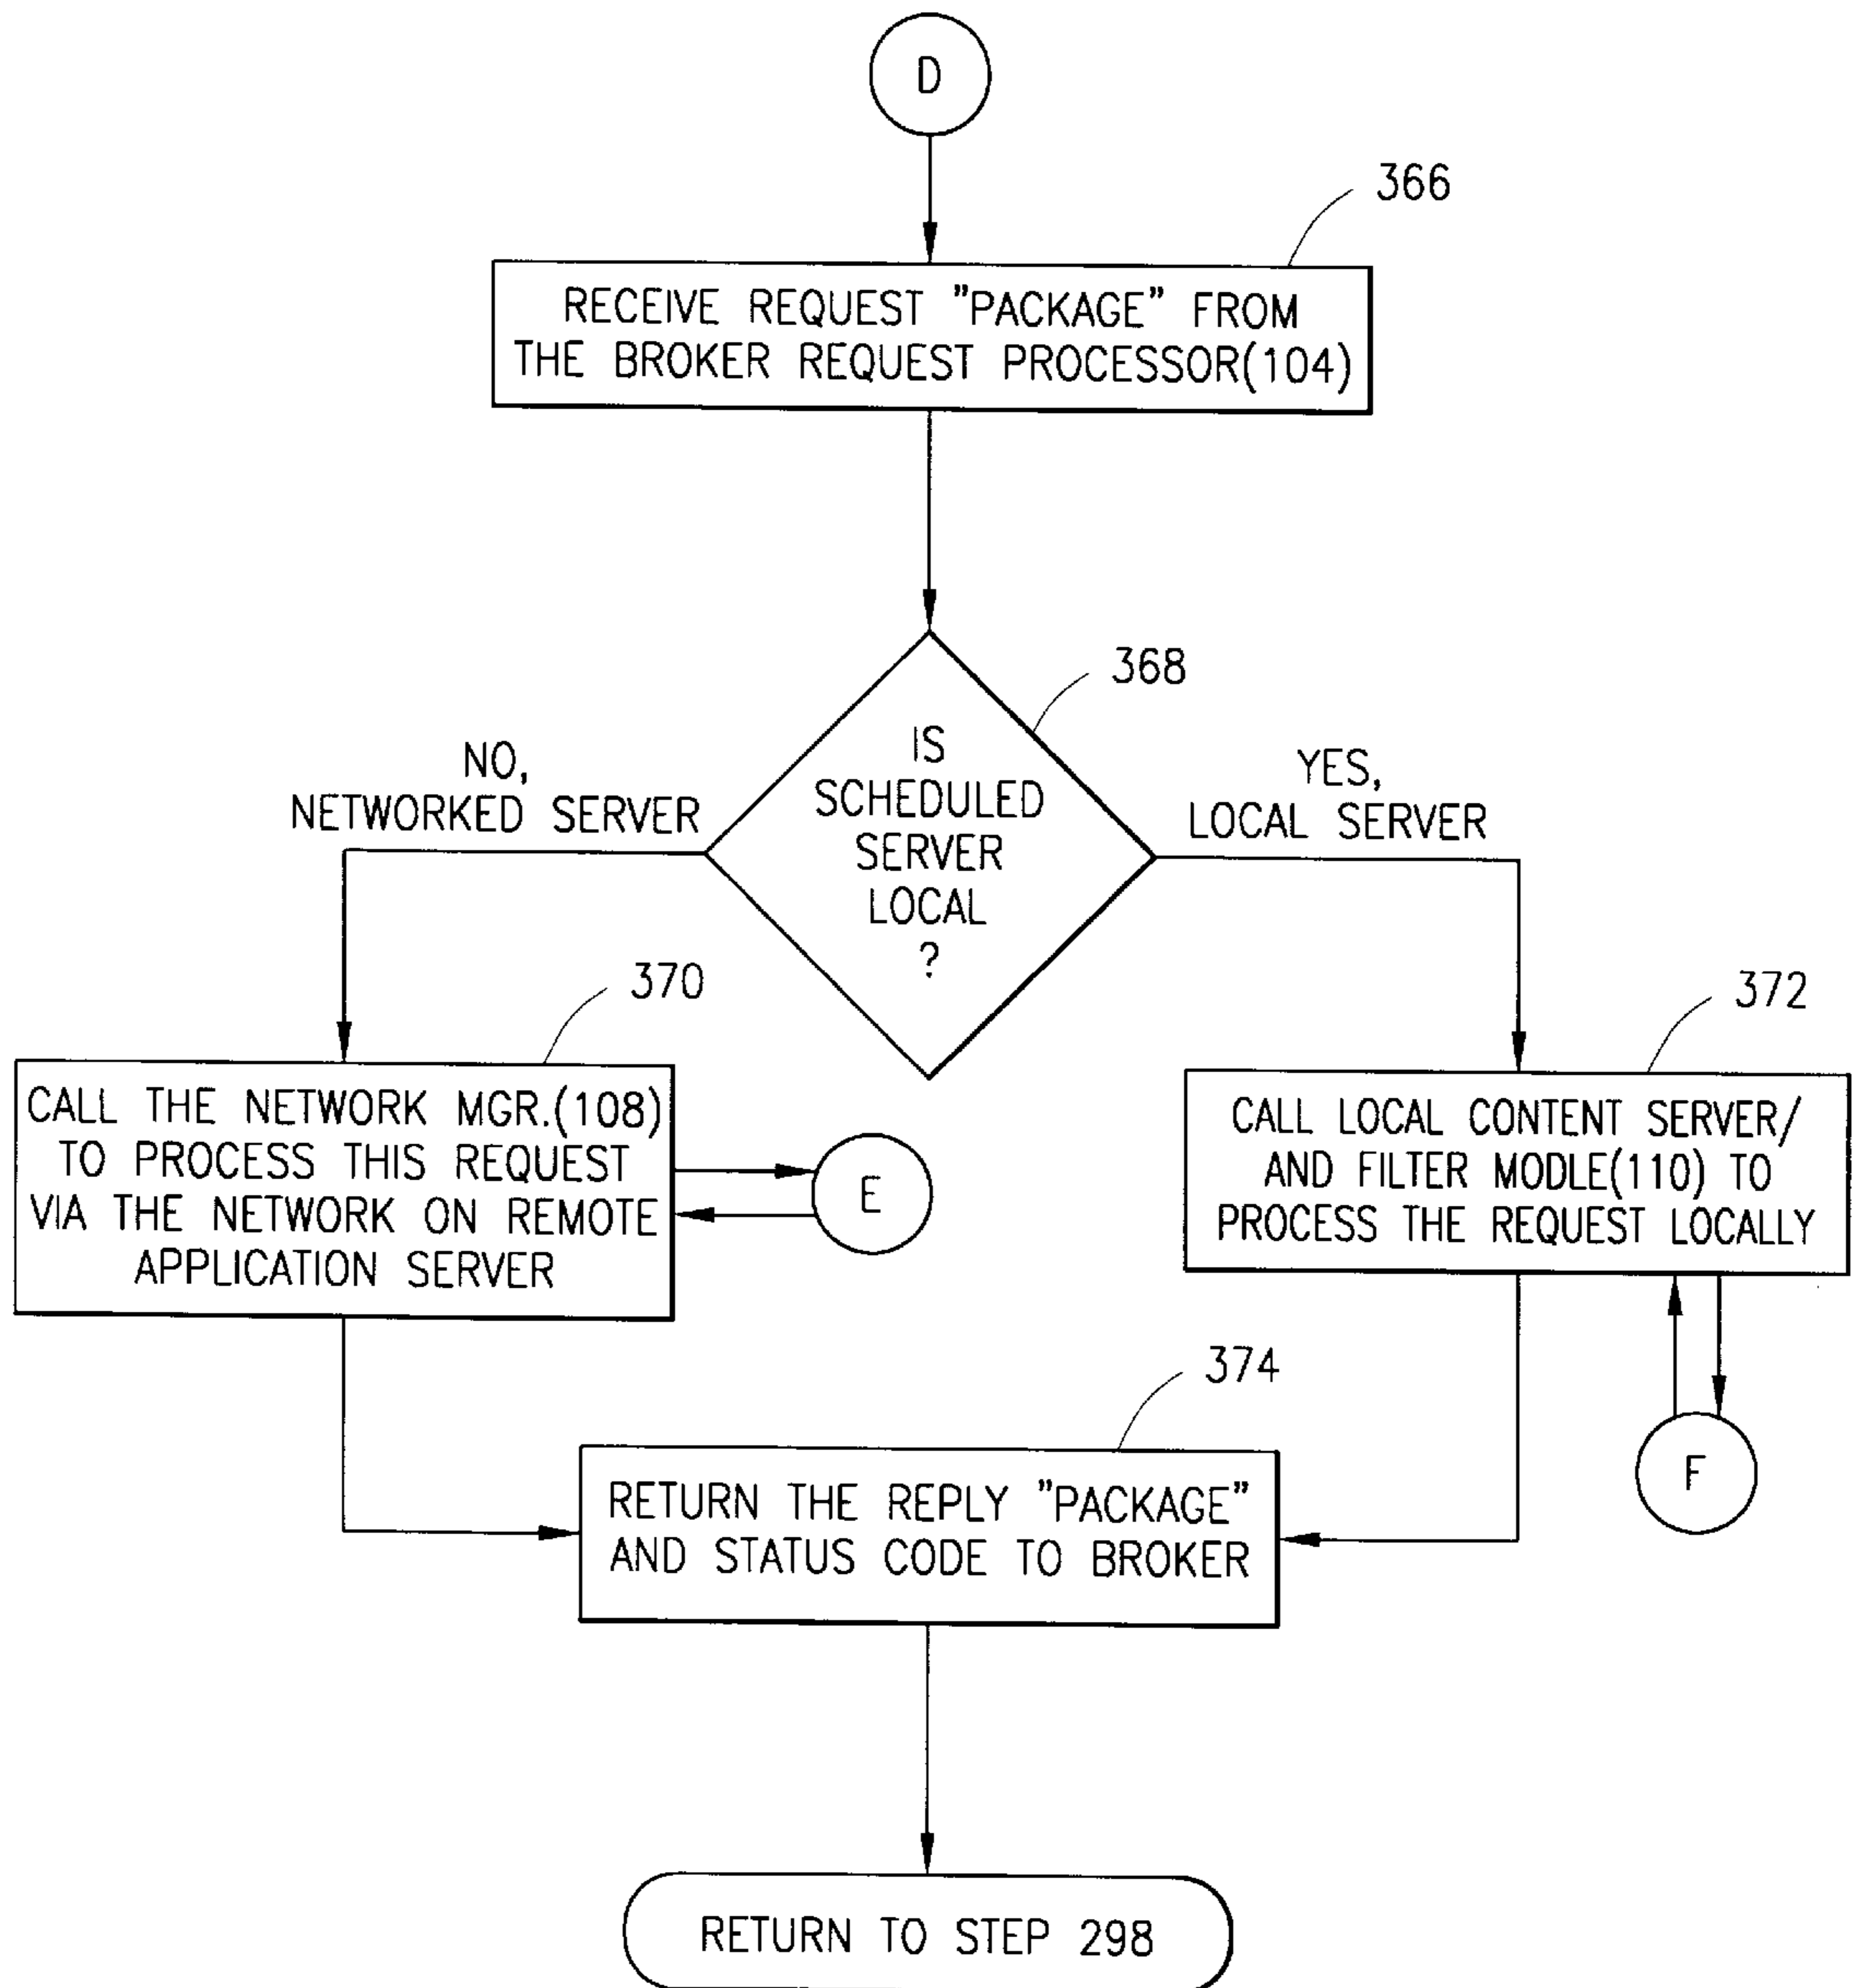 D
366
RECEIVE REQUEST "PACKAGE" FROM
THE BROKER REQUEST PROCESSOR(104)
368
IS
SCHEDULED
SERVER
LOCAL
?
NO,
NETWORKED SERVER
YES,
LOCAL SERVER
370
CALL THE NETWORK MGR.(108)
TO PROCESS THIS REQUEST
VIA THE NETWORK ON REMOTE
APPLICATION SERVER
E
372
CALL LOCAL CONTENT SERVER/
AND FILTER MODLE(110) TO
PROCESS THE REQUEST LOCALLY
F
374
RETURN THE REPLY "PACKAGE"
AND STATUS CODE TO BROKER
RETURN TO STEP 298